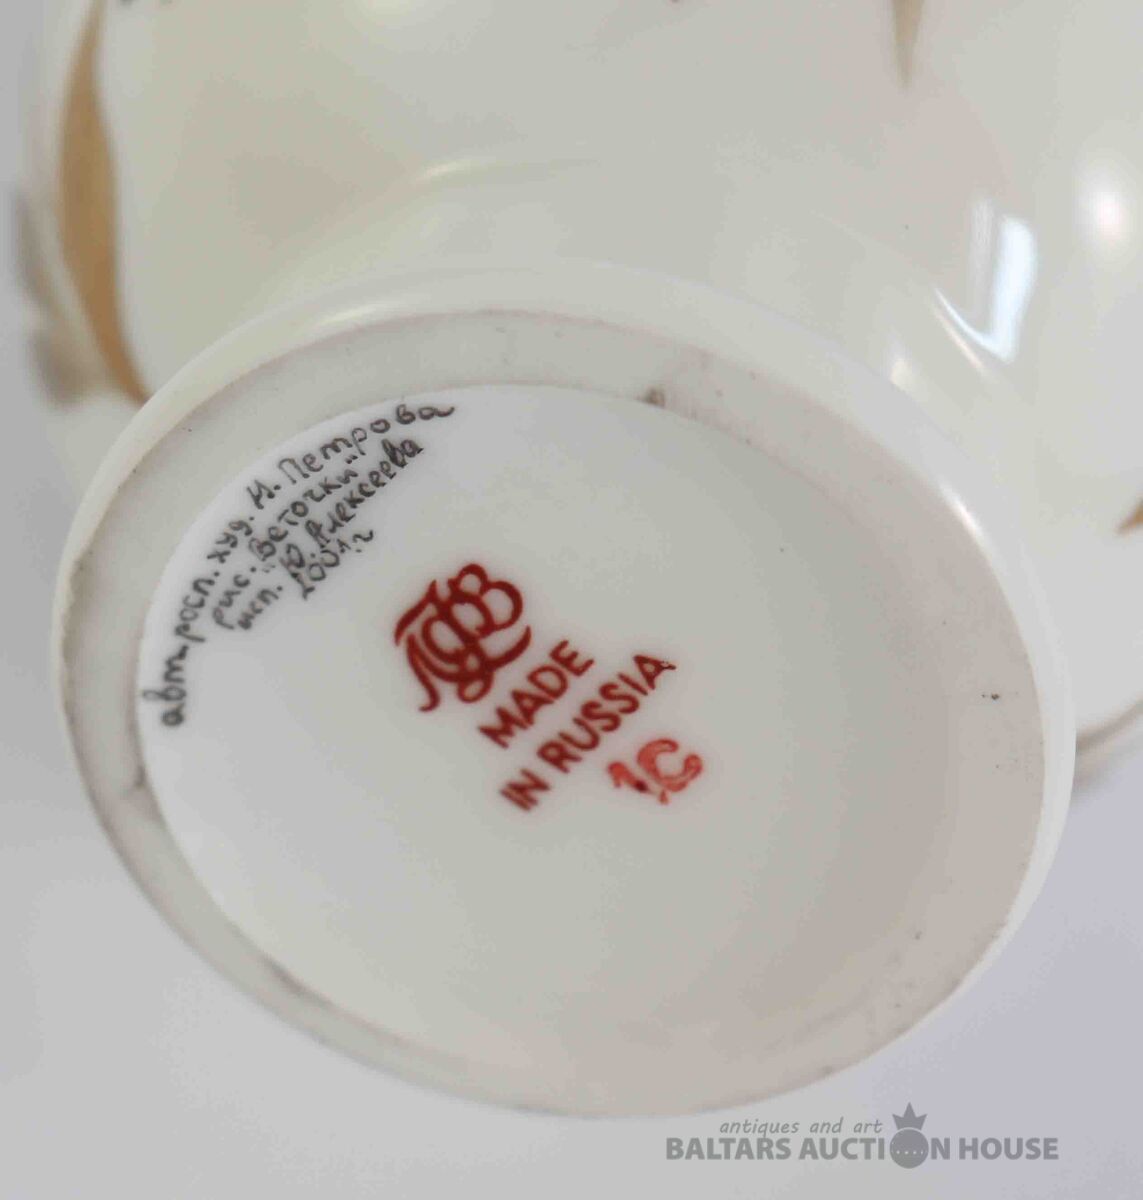 авт. росп. худ. Н. Петрова
рис. "Веточки"
исп. Ю. Алексеева
2001 г
ЛФЗ
MADE
IN RUSSIA
1С
antiques and art
BALTARS AUCTION HOUSE